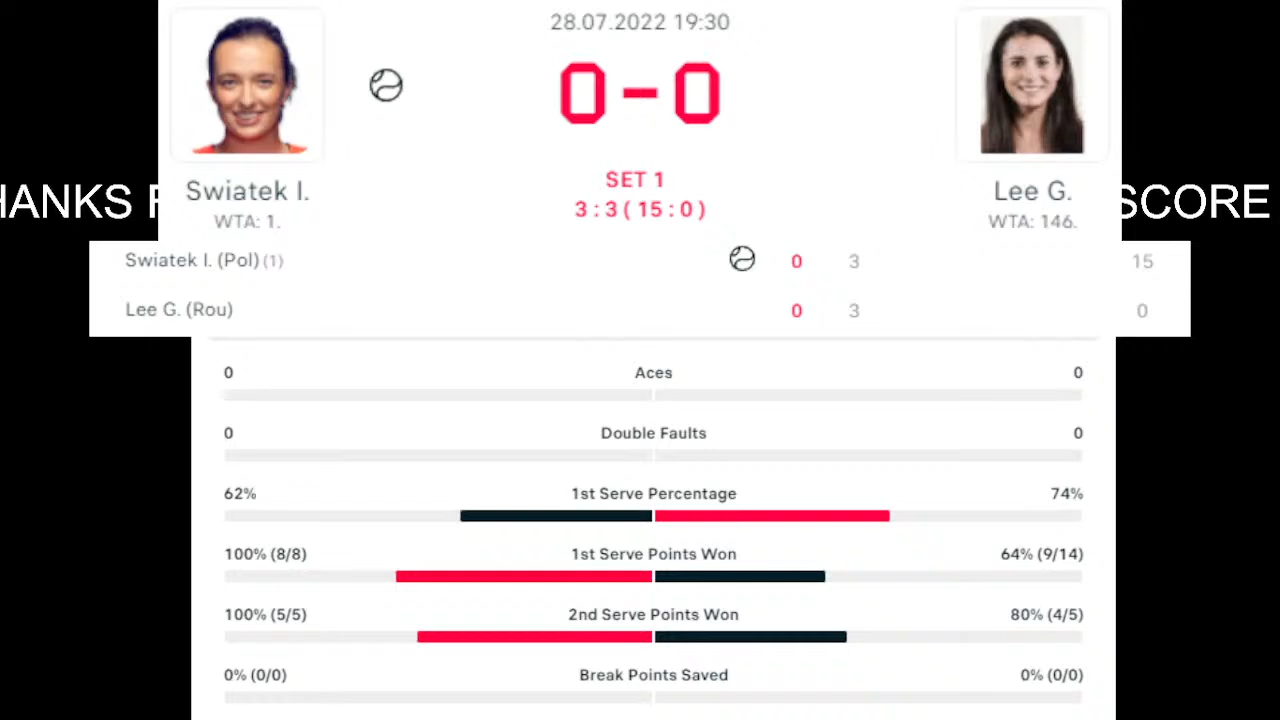 28.07.2022 19:30
0 - 0
SET 1
3 : 3 ( 15 : 0 )
Swiatek I.
WTA: 1.
Lee G.
WTA: 146.
HANKS F
SCORE
Swiatek I. (Pol) (1) 0 3 15
Lee G. (Rou) 0 3 0
0 Aces 0
0 Double Faults 0
62% 1st Serve Percentage 74%
100% (8/8) 1st Serve Points Won 64% (9/14)
100% (5/5) 2nd Serve Points Won 80% (4/5)
0% (0/0) Break Points Saved 0% (0/0)